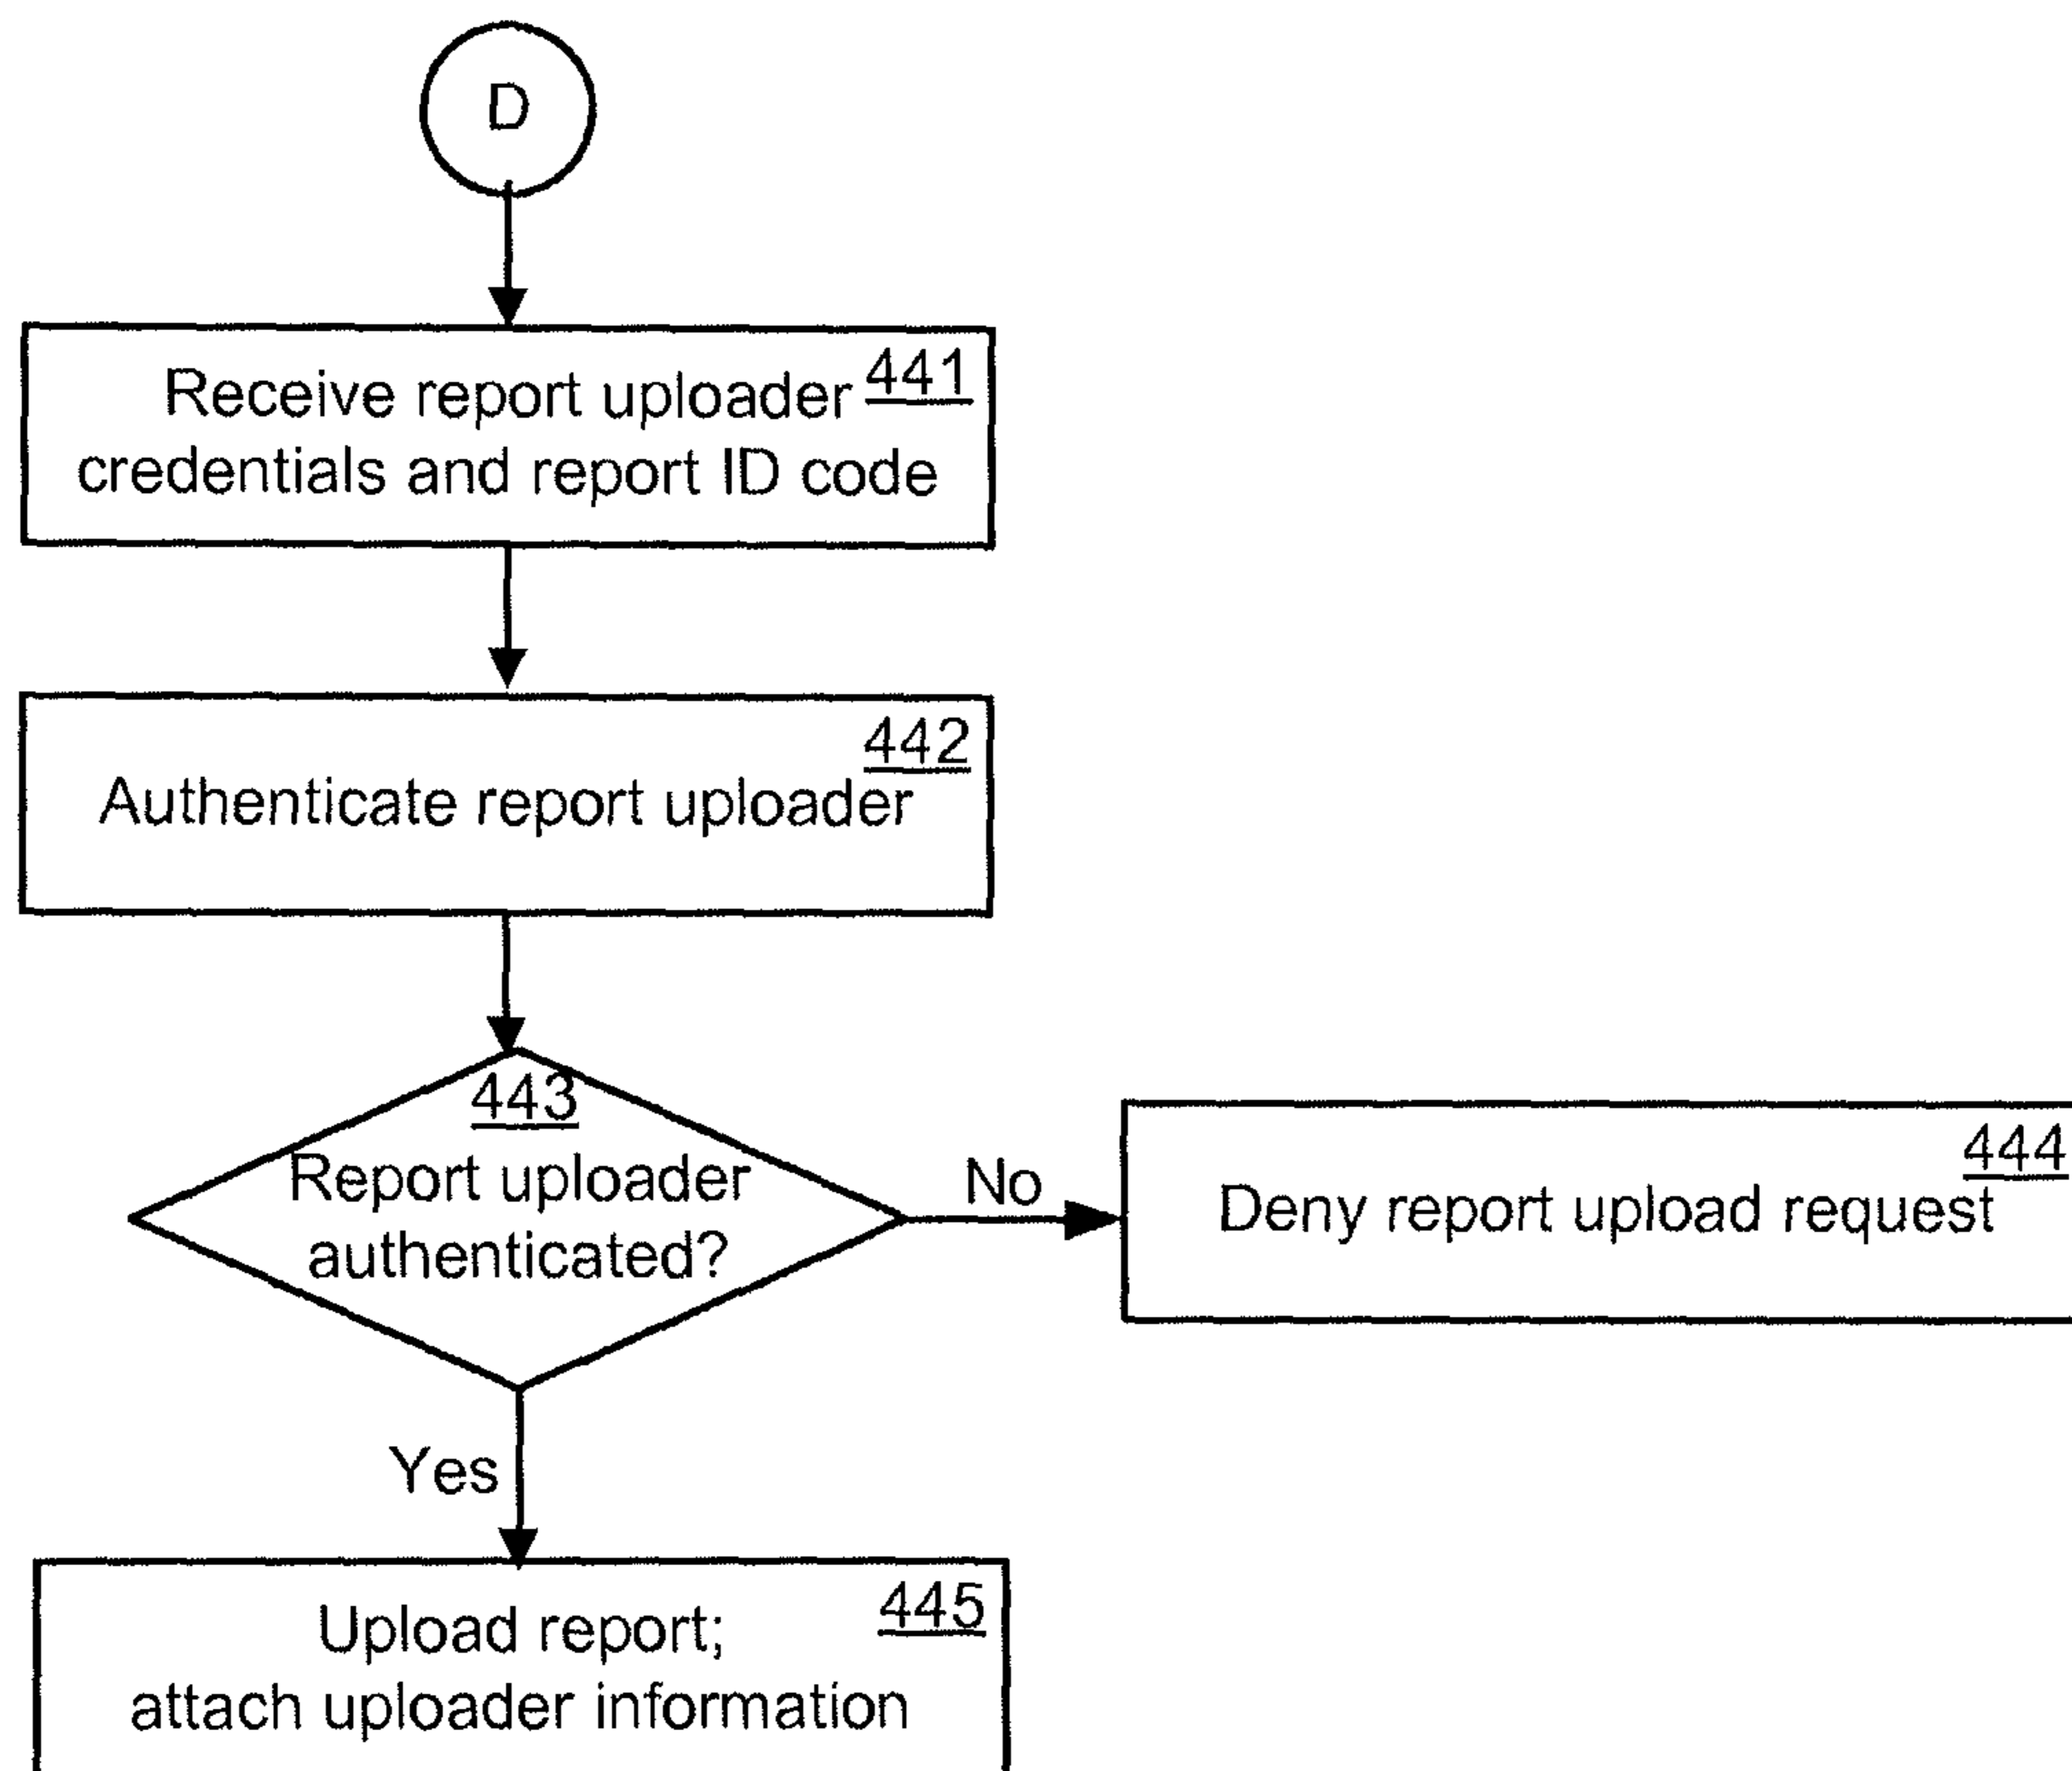 D
441
Receive report uploader
credentials and report ID code
442
Authenticate report uploader
443
Report uploader
authenticated?
No
444
Deny report upload request
Yes
445
Upload report;
attach uploader information